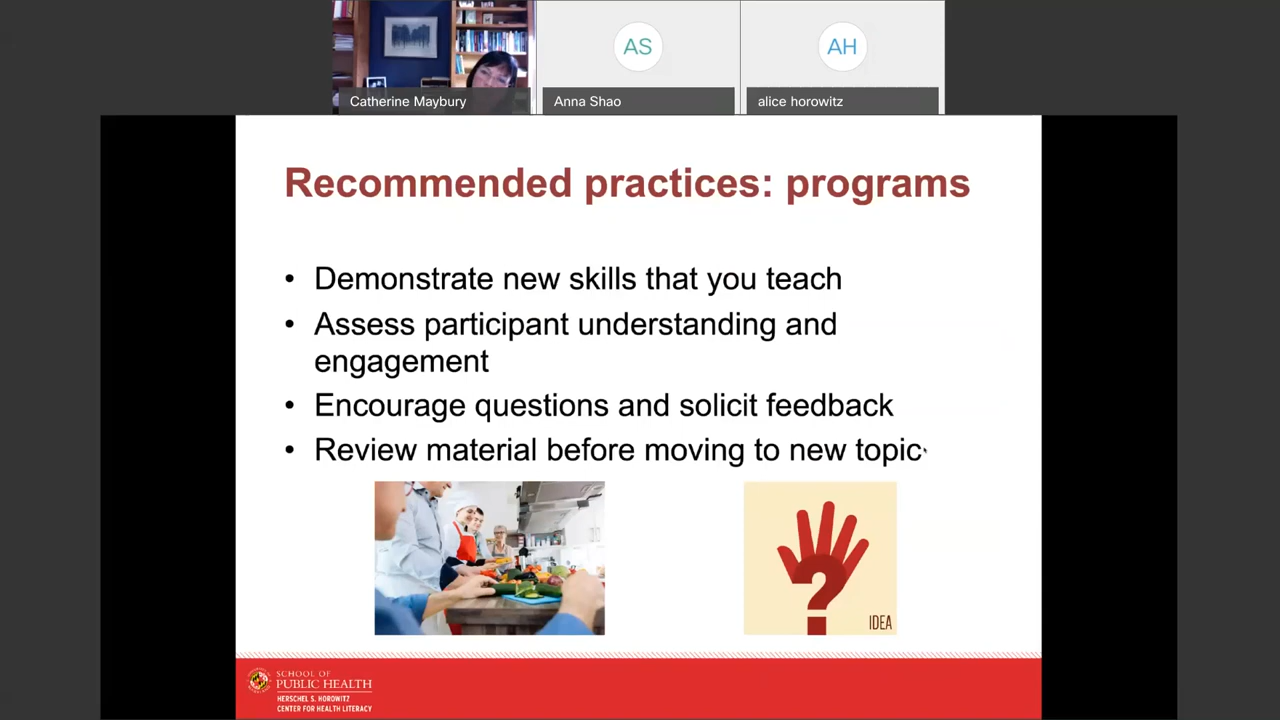 AS
AH
Catherine Maybury
Anna Shao
alice horowitz
Recommended practices: programs
• Demonstrate new skills that you teach
• Assess participant understanding and
engagement
• Encourage questions and solicit feedback
• Review material before moving to new topic
?
IDEA
SCHOOL OF
PUBLIC HEALTH
HERSCHEL S. HOROWITZ
CENTER FOR HEALTH LITERACY